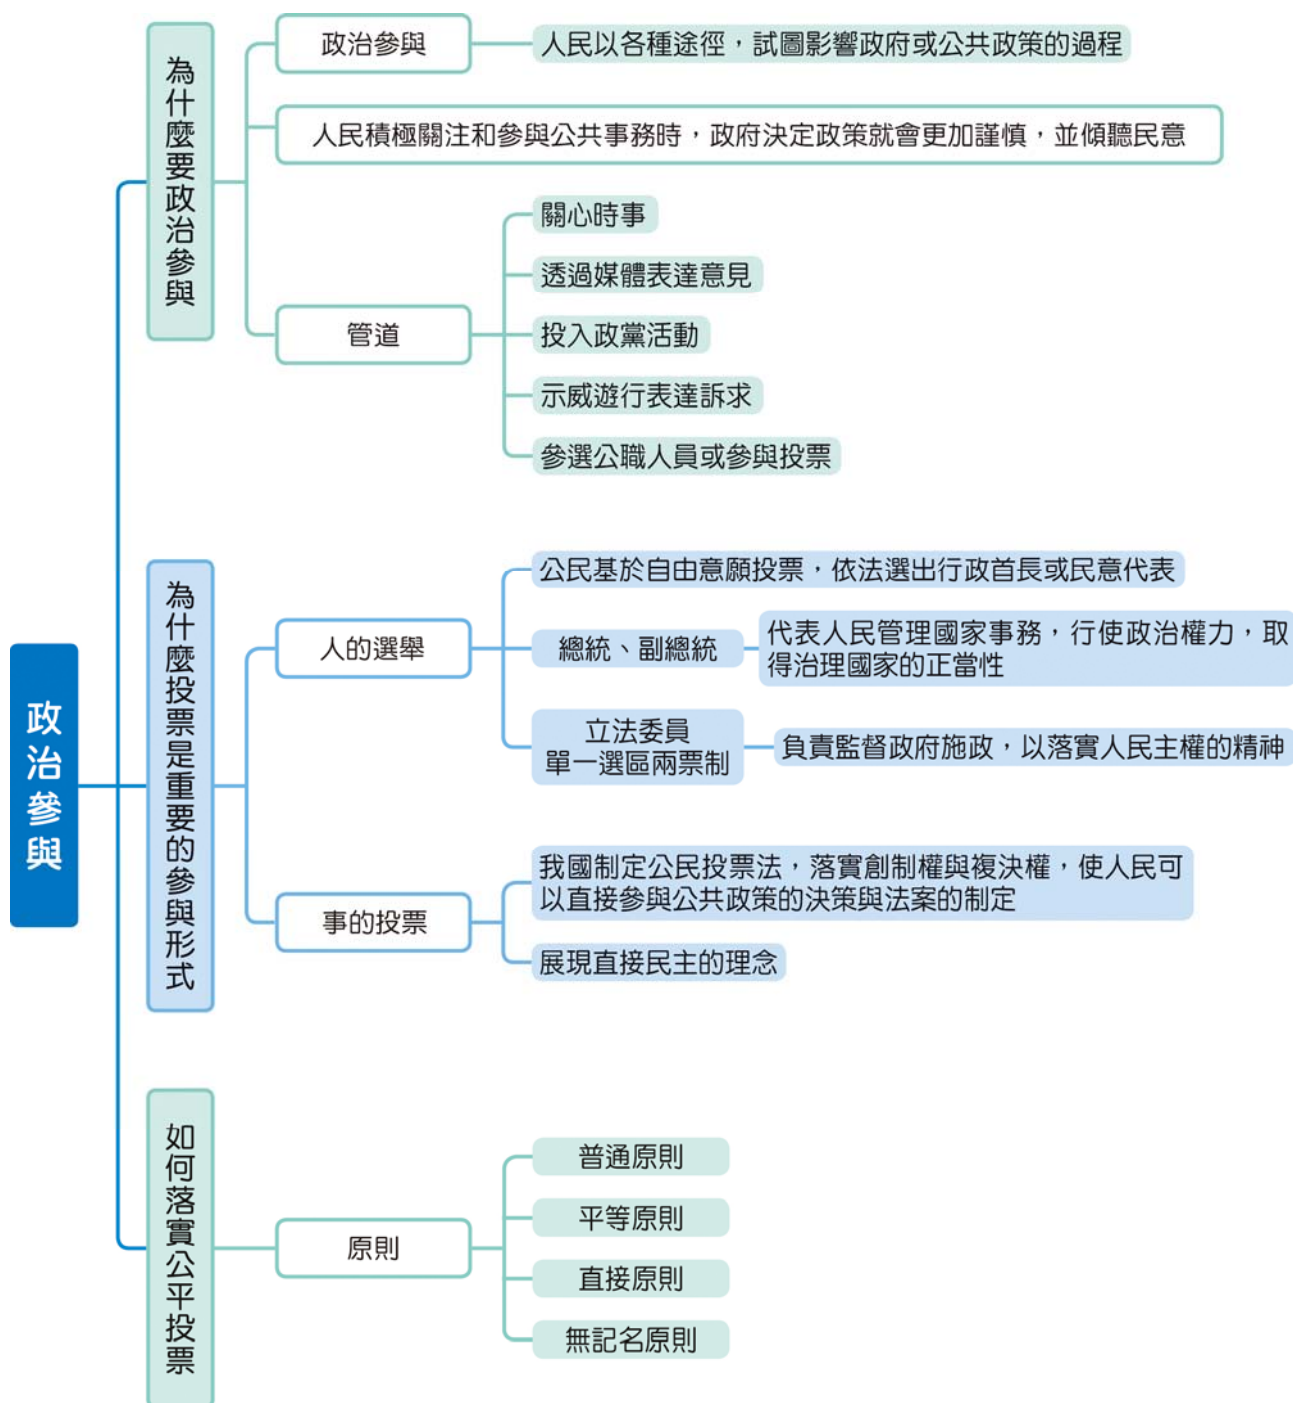 政治參與
為什麼要政治參與
政治參與
人民以各種途徑，試圖影響政府或公共政策的過程
人民積極關注和參與公共事務時，政府決定政策就會更加謹慎，並傾聽民意
管道
關心時事
透過媒體表達意見
投入政黨活動
示威遊行表達訴求
參選公職人員或參與投票
為什麼投票是重要的參與形式
人的選舉
公民基於自由意願投票，依法選出行政首長或民意代表
總統、副總統
代表人民管理國家事務，行使政治權力，取
得治理國家的正當性
立法委員
單一選區兩票制
負責監督政府施政，以落實人民主權的精神
事的投票
我國制定公民投票法，落實創制權與複決權，使人民可
以直接參與公共政策的決策與法案的制定
展現直接民主的理念
如何落實公平投票
原則
普通原則
平等原則
直接原則
無記名原則